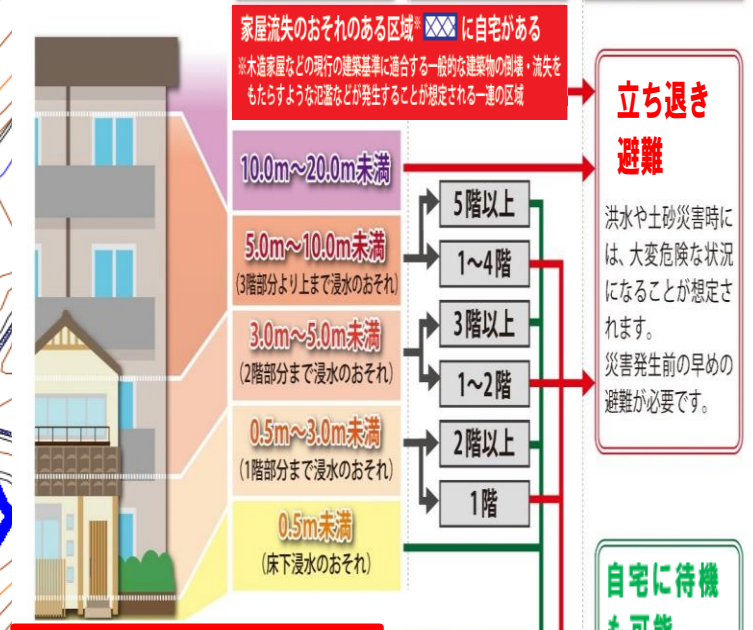 家屋流失のおそれのある区域※ に自宅がある
※木造家屋などの現行の建築基準に適合する一般的な建築物の倒壊・流失を
もたらすような氾濫などが発生することが想定される一連の区域
10.0m～20.0m未満
5.0m～10.0m未満
(3階部分より上まで浸水のおそれ)
3.0m～5.0m未満
(2階部分まで浸水のおそれ)
0.5m～3.0m未満
(1階部分まで浸水のおそれ)
0.5m未満
(床下浸水のおそれ)
5階以上
1～4階
3階以上
1～2階
2階以上
1階
立ち退き
避難
洪水や土砂災害時に
は、大変危険な状況
になることが想定さ
れます。
災害発生前の早めの
避難が必要です。
自宅に待機
も可能